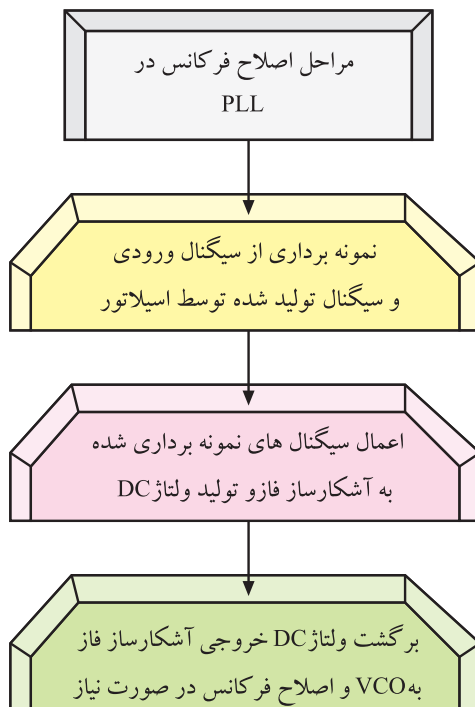 مراحل اصلاح فرکانس در
PLL
نمونه برداری از سیگنال ورودی
و سیگنال تولید شده توسط اسیلاتور
اعمال سیگنال های نمونه برداری شده
به آشکارساز فازو تولید ولتاژDC
برگشت ولتاژDC خروجی آشکارساز فاز
بهVCO و اصلاح فرکانس در صورت نیاز